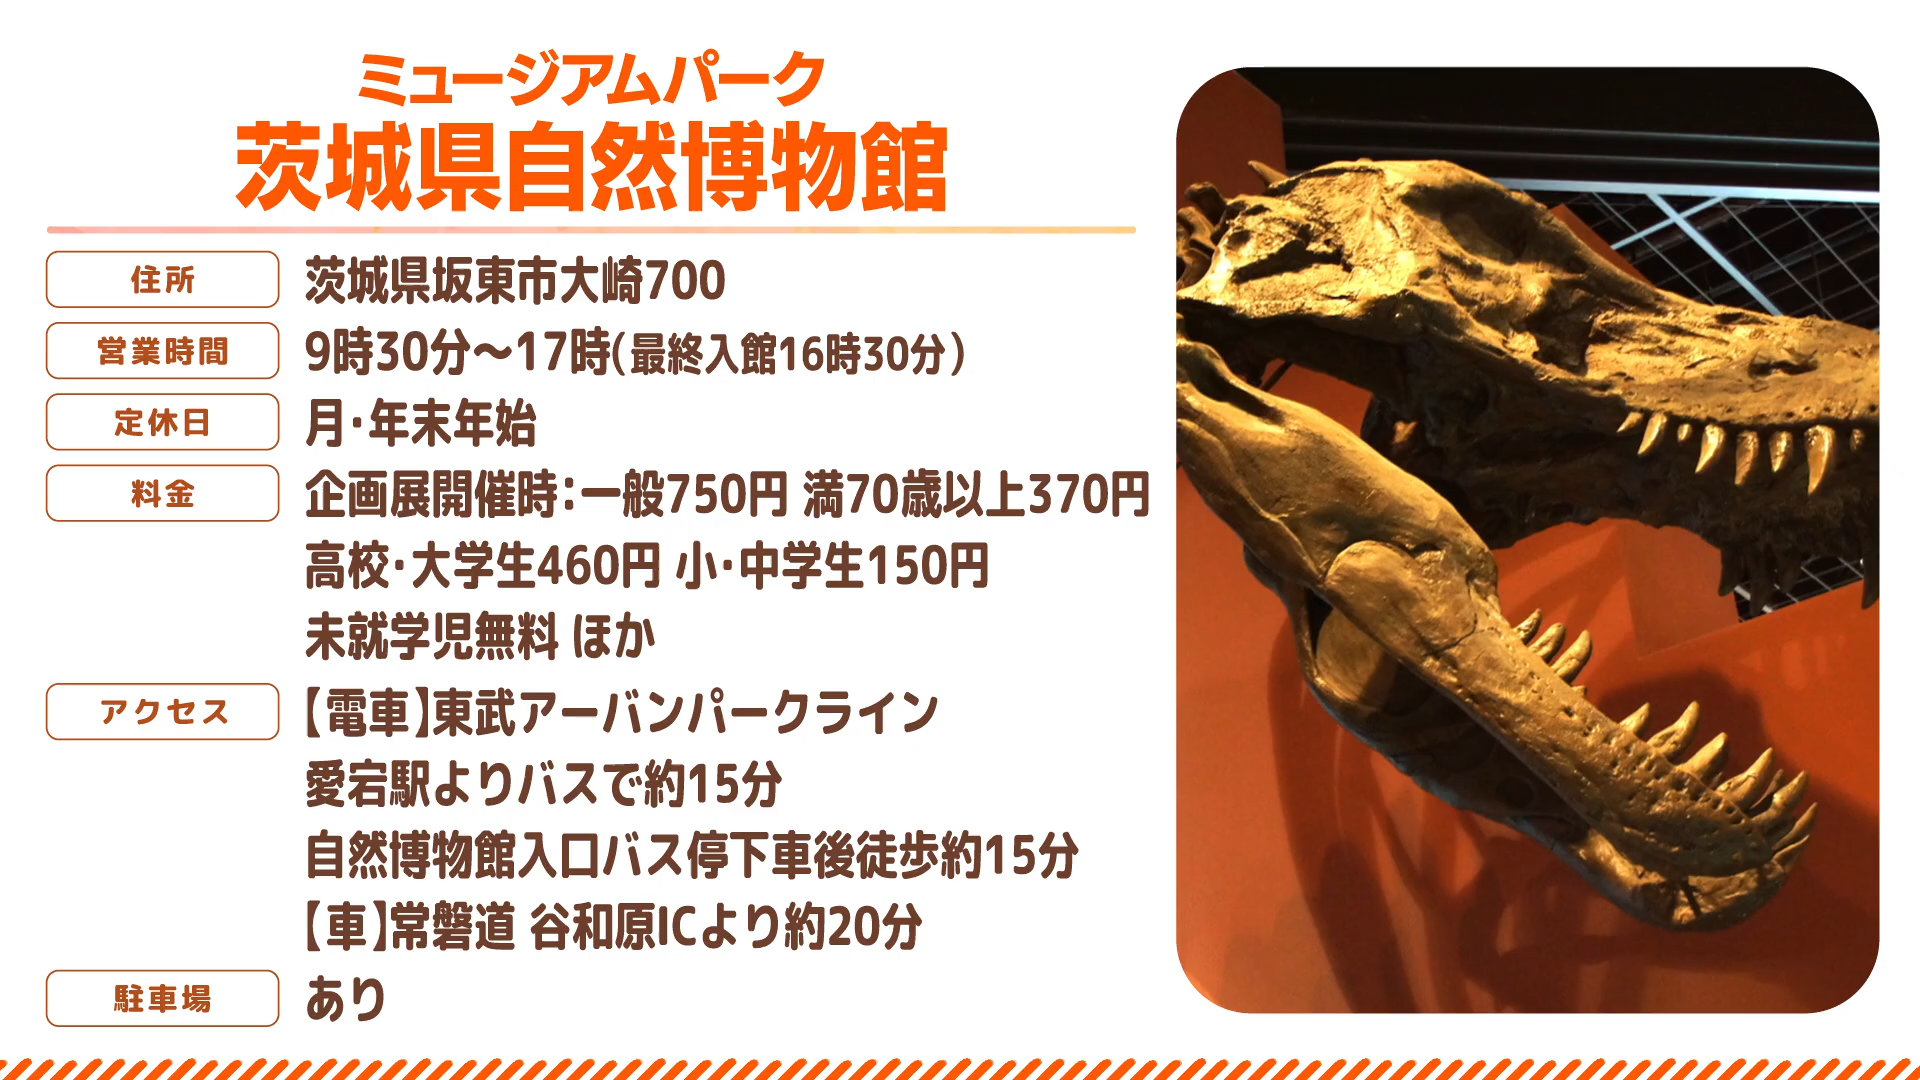 ミュージアムパーク
茨城県自然博物館
住所 茨城県坂東市大崎700
営業時間 9時30分〜17時(最終入館16時30分)
定休日 月・年末年始
料金 企画展開催時:一般750円 満70歳以上370円
高校・大学生460円 小・中学生150円
未就学児無料 ほか
アクセス 【電車】東武アーバンパークライン
愛宕駅よりバスで約15分
自然博物館入口バス停下車後徒歩約15分
【車】常磐道 谷和原ICより約20分
駐車場 あり